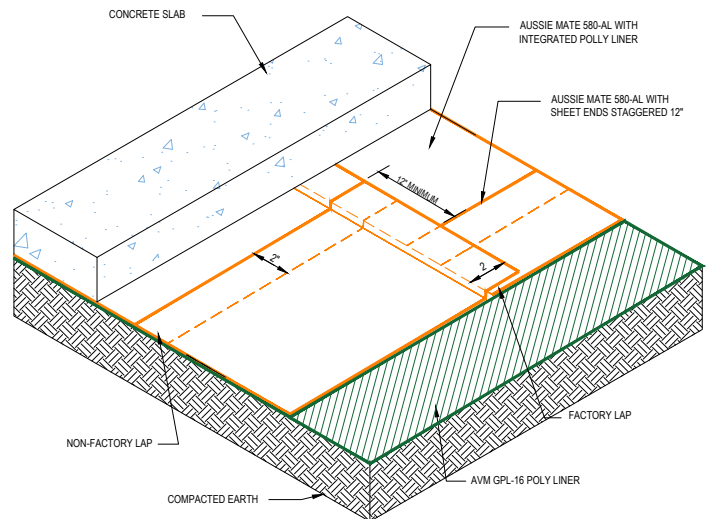 CONCRETE SLAB
AUSSIE MATE 580-AL WITH
INTEGRATED POLLY LINER
AUSSIE MATE 580-AL WITH
SHEET ENDS STAGGERED 12"
12" MINIMUM
2"
2
FACTORY LAP
NON-FACTORY LAP
AVM GPL-16 POLY LINER
COMPACTED EARTH